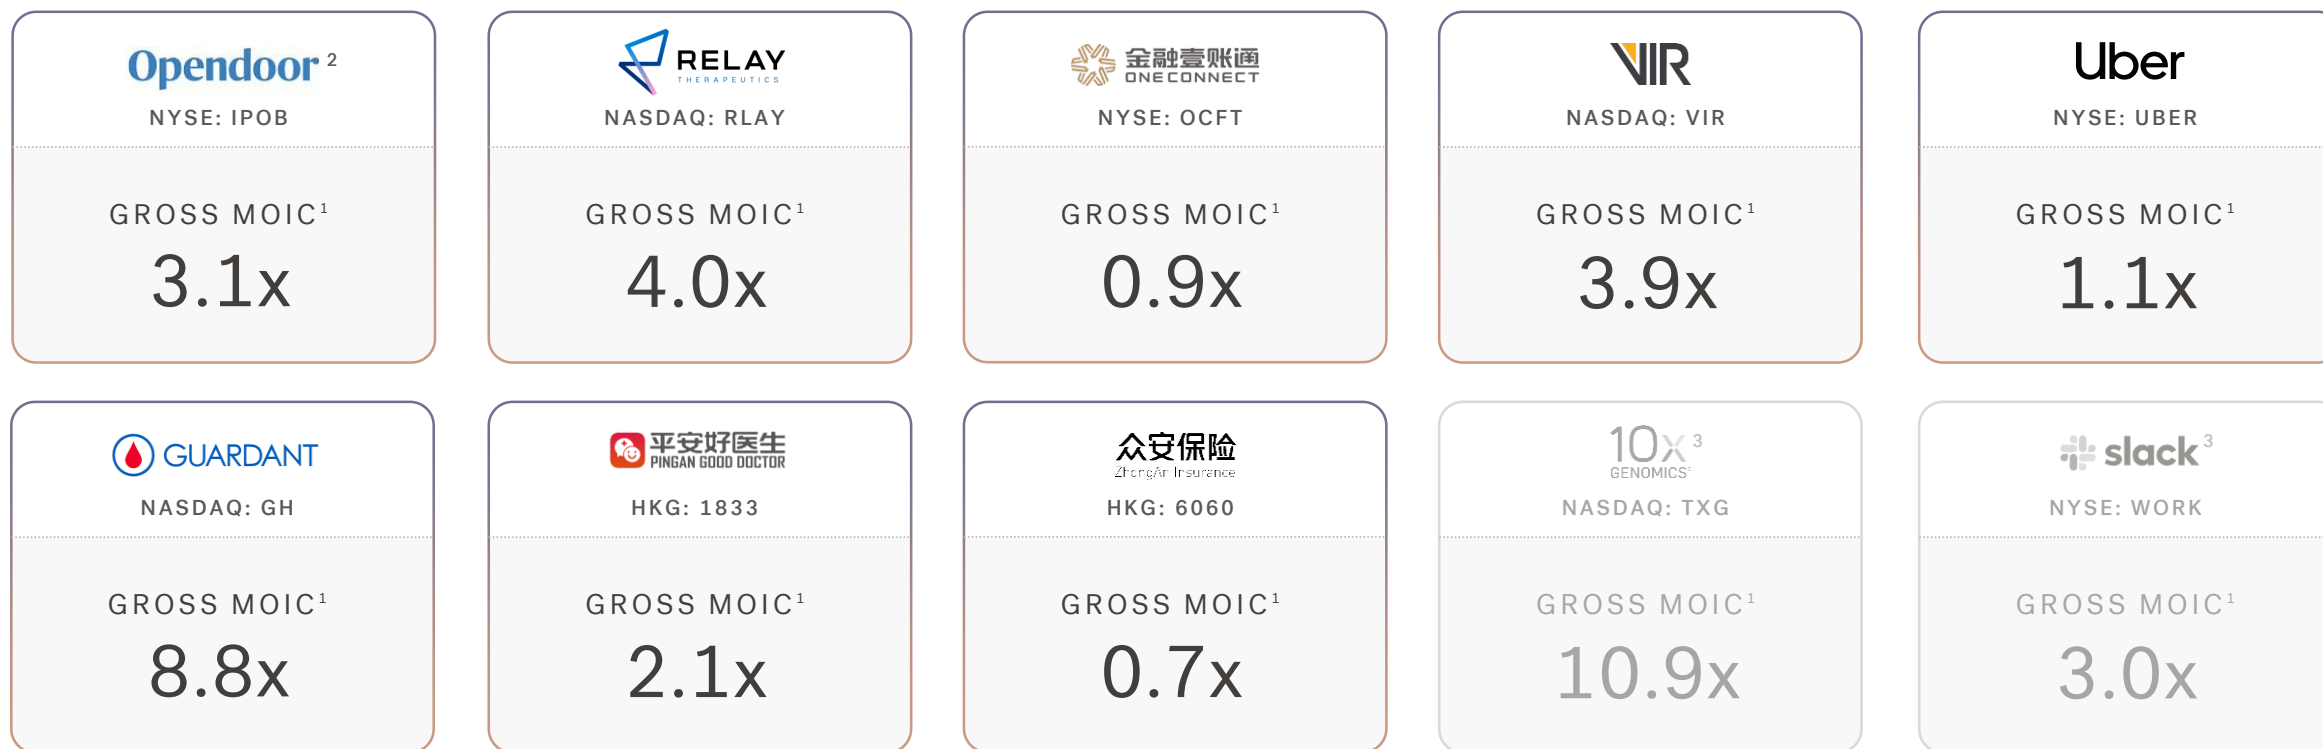 Opendoor 2
NYSE: IPOB
GROSS MOIC1
3.1x
RELAY
THERAPEUTICS
NASDAQ: RLAY
GROSS MOIC1
4.0x
金融壹账通
ONECONNECT
NYSE: OCFT
GROSS MOIC1
0.9x
VIR
NASDAQ: VIR
GROSS MOIC1
3.9x
Uber
NYSE: UBER
GROSS MOIC1
1.1x
GUARDANT
NASDAQ: GH
GROSS MOIC1
8.8x
平安好医生
PINGAN GOOD DOCTOR
HKG: 1833
GROSS MOIC1
2.1x
众安保险
ZhongAn Insurance
HKG: 6060
GROSS MOIC1
0.7x
10x 3
GENOMICS
NASDAQ: TXG
GROSS MOIC1
10.9x
slack 3
NYSE: WORK
GROSS MOIC1
3.0x